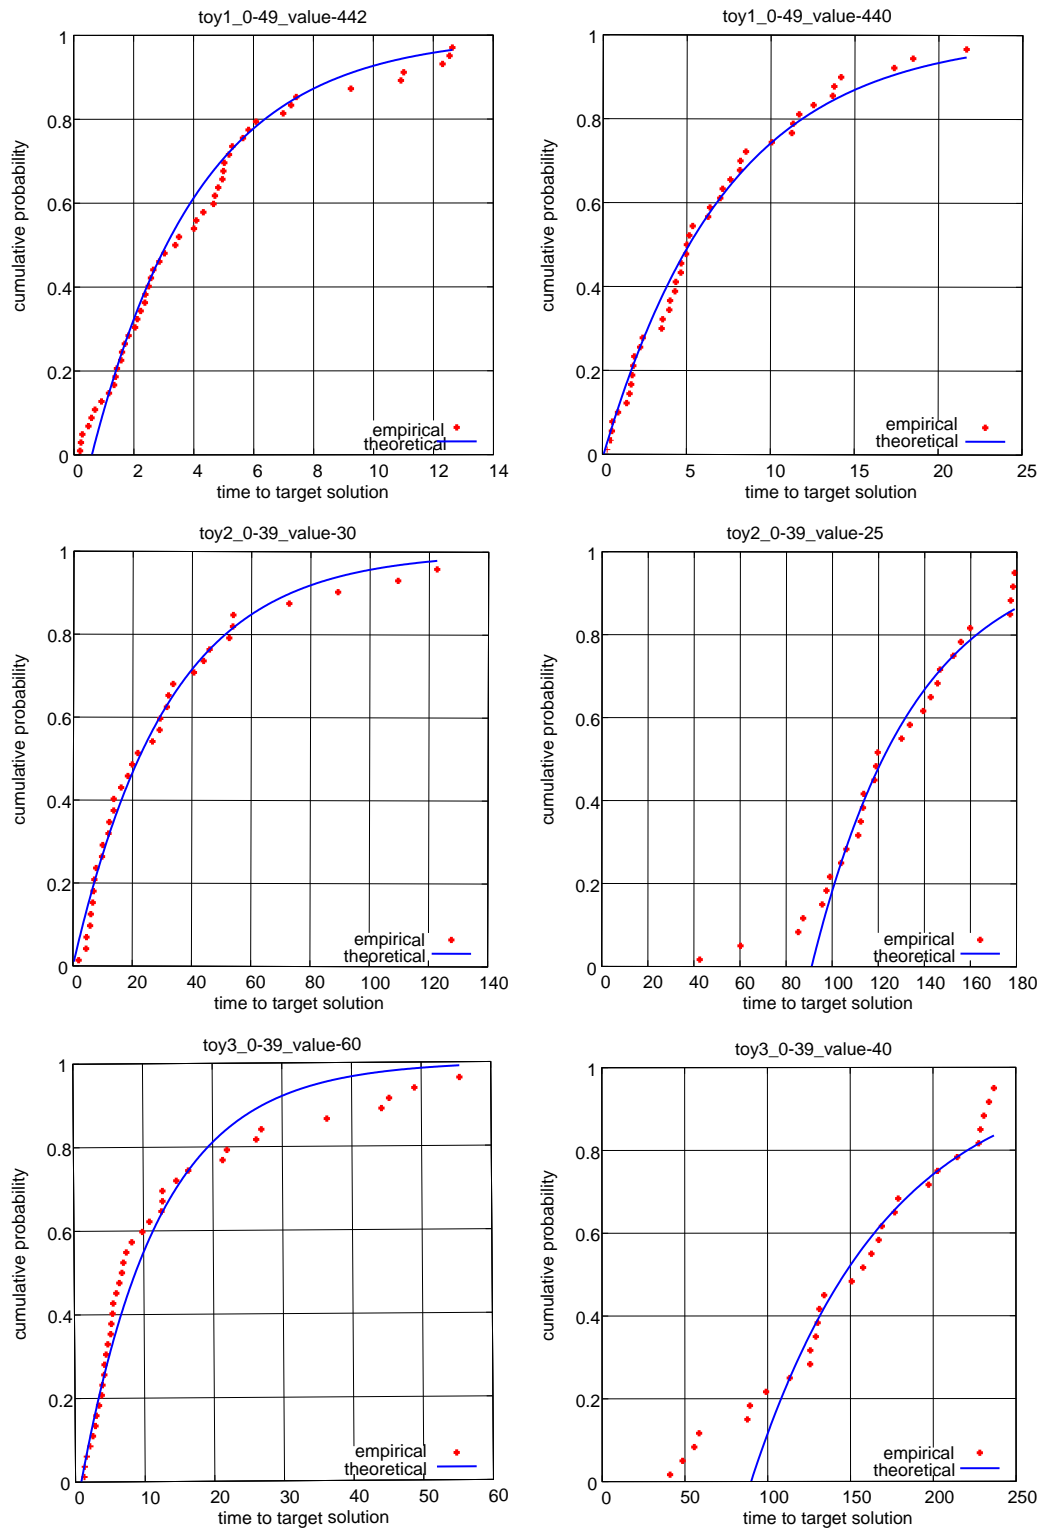 toy1_0-49_value-442
1
0.8
0.6
0.4
0.2
0
cumulative probability
empirical
theoretical
0 2 4 6 8 10 12 14
time to target solution
toy1_0-49_value-440
1
0.8
0.6
0.4
0.2
0
cumulative probability
empirical
theoretical
0 5 10 15 20 25
time to target solution
toy2_0-39_value-30
1
0.8
0.6
0.4
0.2
0
cumulative probability
empirical
theoretical
0 20 40 60 80 100 120 140
time to target solution
toy2_0-39_value-25
1
0.8
0.6
0.4
0.2
0
cumulative probability
empirical
theoretical
0 20 40 60 80 100 120 140 160 180
time to target solution
toy3_0-39_value-60
1
0.8
0.6
0.4
0.2
0
cumulative probability
empirical
theoretical
0 10 20 30 40 50 60
time to target solution
toy3_0-39_value-40
1
0.8
0.6
0.4
0.2
0
cumulative probability
empirical
theoretical
0 50 100 150 200 250
time to target solution